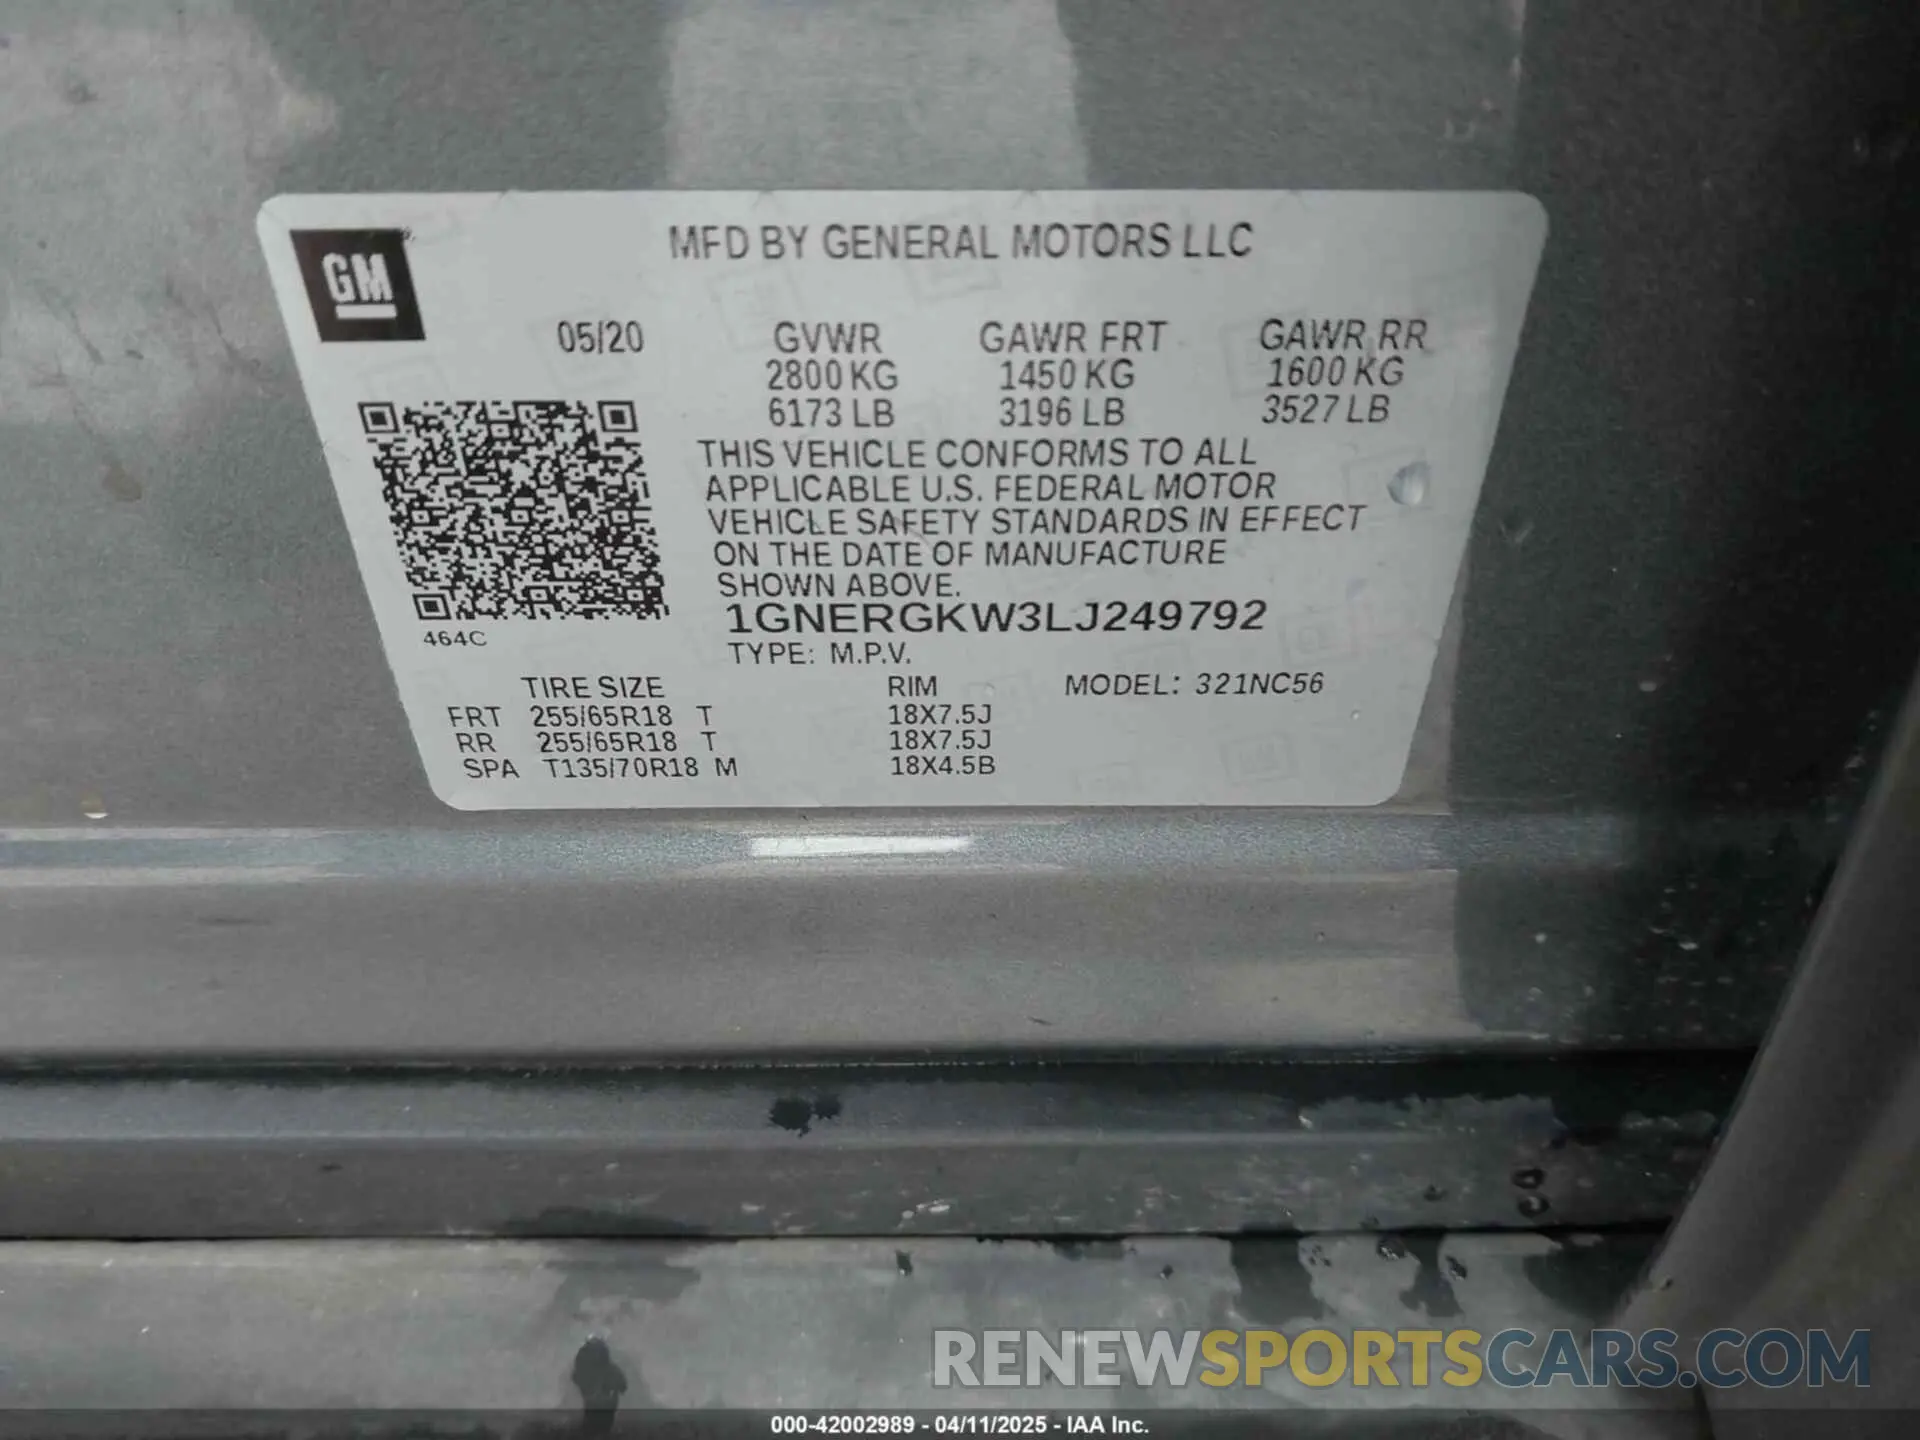 GM
MFD BY GENERAL MOTORS LLC
05/20 GVWR GAWR FRT GAWR RR
2800 KG 1450 KG 1600 KG
6173 LB 3196 LB 3527 LB
THIS VEHICLE CONFORMS TO ALL
APPLICABLE U.S. FEDERAL MOTOR
VEHICLE SAFETY STANDARDS IN EFFECT
ON THE DATE OF MANUFACTURE
SHOWN ABOVE.
1GNERGKW3LJ249792
464C
TYPE: M.P.V.
TIRE SIZE RIM MODEL: 321NC56
FRT 255/65R18 T 18X7.5J
RR 255/65R18 T 18X7.5J
SPA T135/70R18 M 18X4.5B
RENEWSPORTSCARS.COM
000-42002989 - 04/11/2025 - IAA Inc.